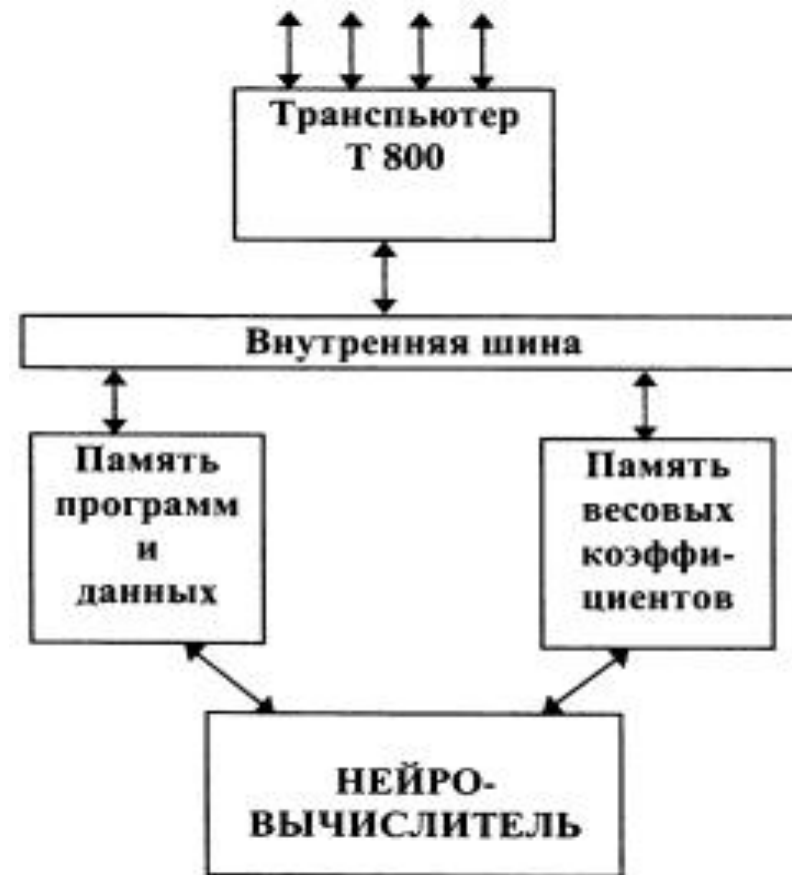 Транспьютер
Т 800
Внутренняя шина
Память
программ
и
данных
Память
весовых
коэффи-
циентов
НЕЙРО-
ВЫЧИСЛИТЕЛЬ